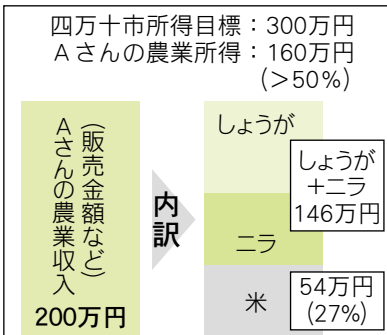 四万十市所得目標：300万円
Aさんの農業所得：160万円
(>50%)
Aさんの農業収入
(販売金額など)
200万円
内訳
しょうが
ニラ
米
しょうが
+ニラ
146万円
54万円
(27%)